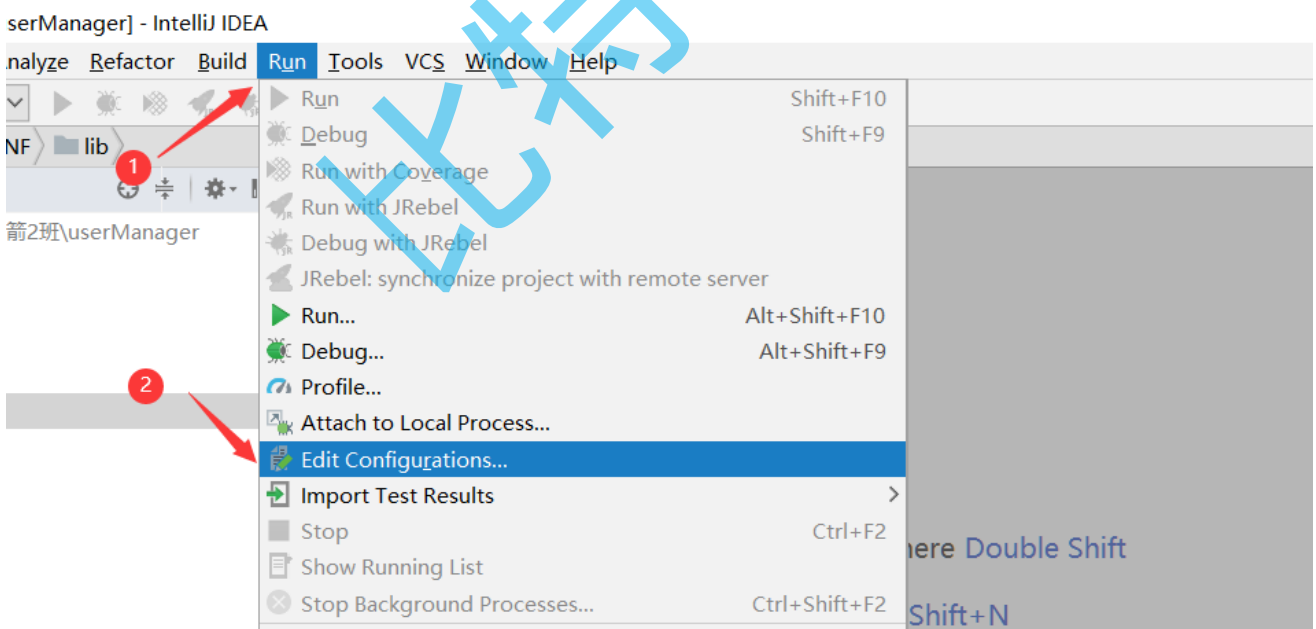 serManager] - IntelliJ IDEA
nalyze Refactor Build Run Tools VCS Window Help
Run Shift+F10
Debug Shift+F9
NF lib
1
Run with Coverage
Run with JRebel
箭2班\userManager
Debug with JRebel
JRebel: synchronize project with remote server
Run... Alt+Shift+F10
Debug... Alt+Shift+F9
2
Profile...
Attach to Local Process...
Edit Configurations...
Import Test Results
Stop Ctrl+F2
here Double Shift
Show Running List
Stop Background Processes... Ctrl+Shift+F2
Shift+N
比特